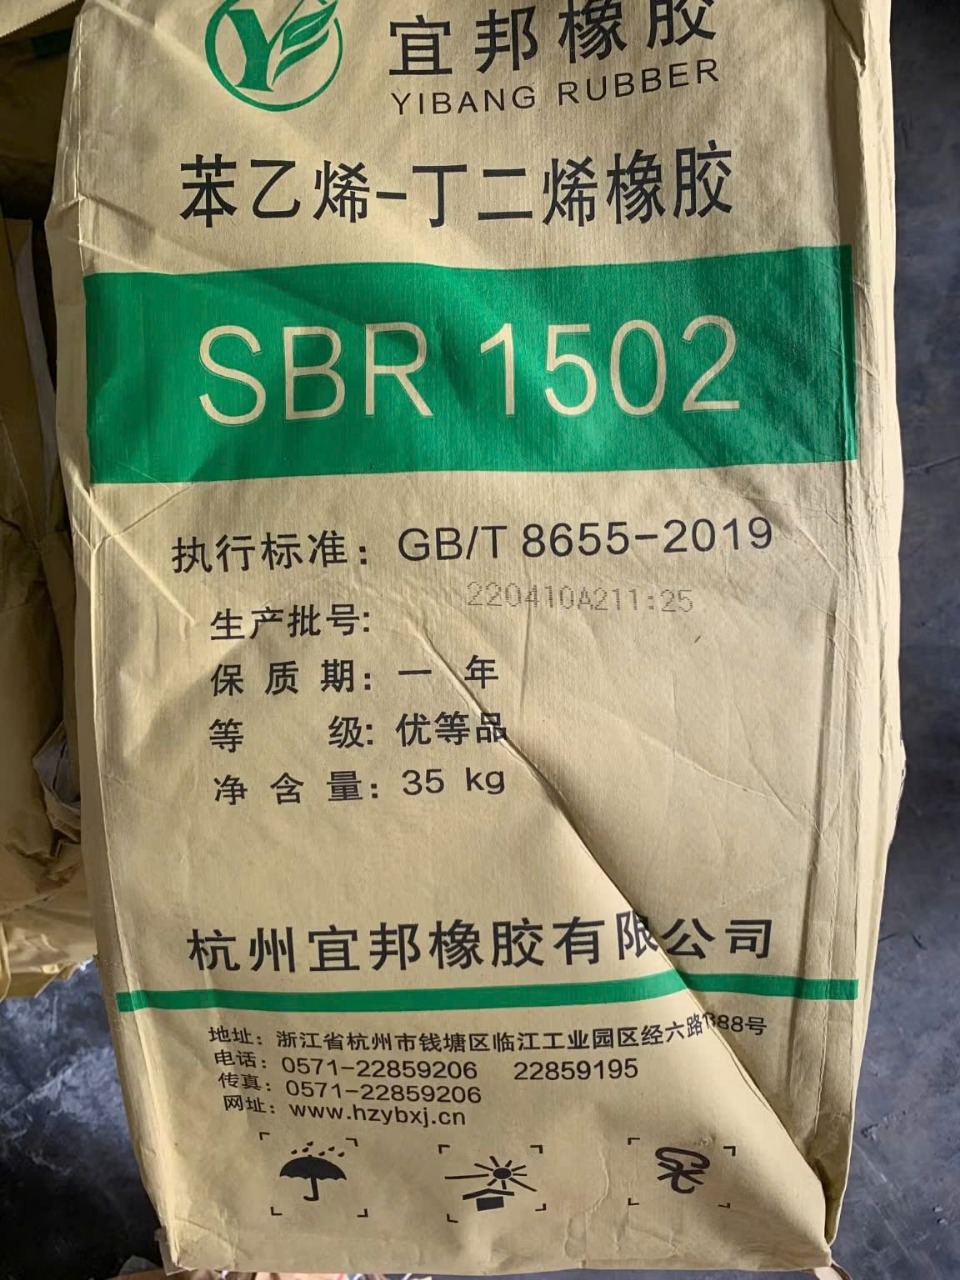 宜邦橡胶
YIBANG RUBBER
苯乙烯-丁二烯橡胶
SBR 1502
执行标准：GB/T 8655-2019
生产批号: 220410A211:25
保质期：一年
等级: 优等品
净含量：35 kg
杭州宜邦橡胶有限公司
地址：浙江省杭州市钱塘区临江工业园区经六路 号
电话：0571-22859206 22859195
传真：0571-22859206
网址：www.hzybxj.cn